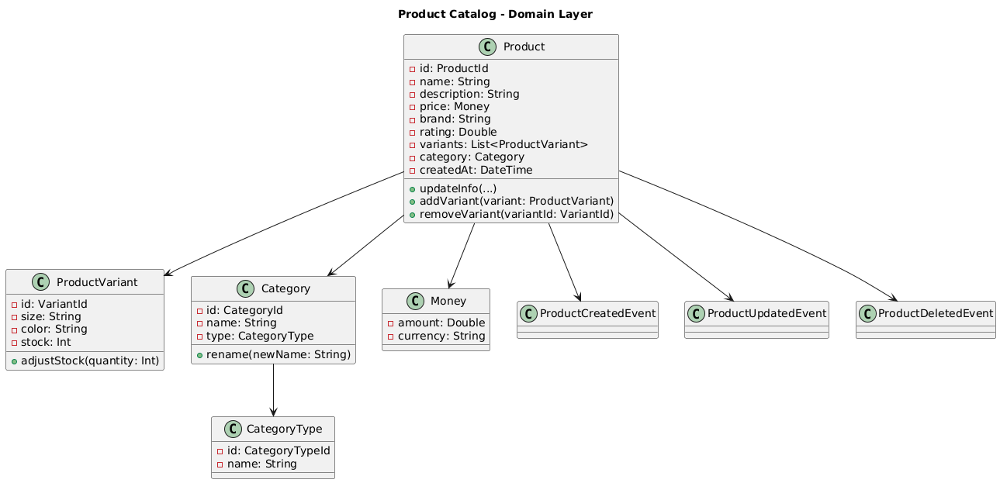 Product Catalog - Domain Layer
C Product
id: ProductId
name: String
description: String
price: Money
brand: String
rating: Double
variants: List<ProductVariant>
category: Category
createdAt: DateTime
updateInfo(...)
addVariant(variant: ProductVariant)
removeVariant(variantId: VariantId)
C ProductVariant
id: VariantId
size: String
color: String
stock: Int
adjustStock(quantity: Int)
C Category
id: CategoryId
name: String
type: CategoryType
rename(newName: String)
C Money
amount: Double
currency: String
C ProductCreatedEvent
C ProductUpdatedEvent
C ProductDeletedEvent
C CategoryType
id: CategoryTypeId
name: String